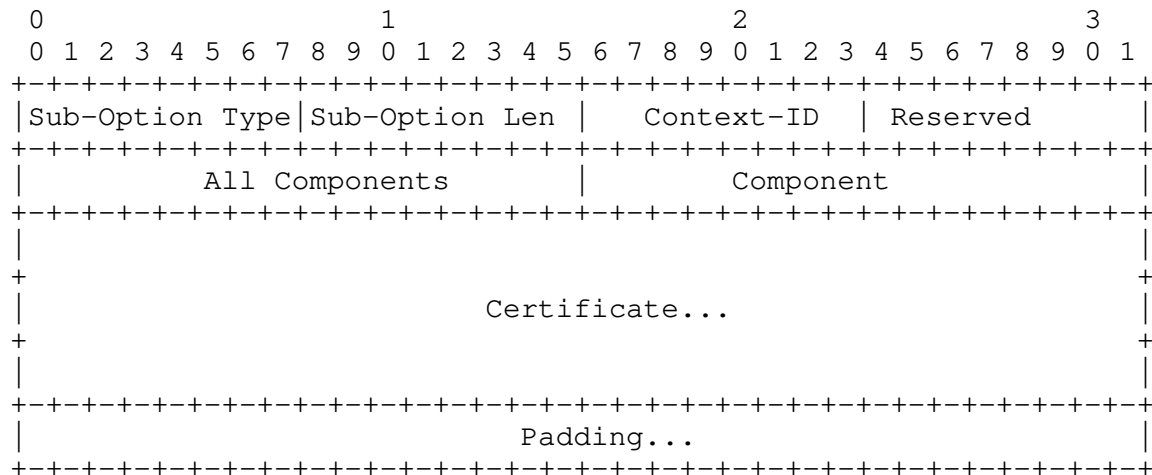 0                   1                   2                   3
0 1 2 3 4 5 6 7 8 9 0 1 2 3 4 5 6 7 8 9 0 1 2 3 4 5 6 7 8 9 0 1
+-+-+-+-+-+-+-+-+-+-+-+-+-+-+-+-+-+-+-+-+-+-+-+-+-+-+-+-+-+-+-+-+
|Sub-Option Type|Sub-Option Len |   Context-ID  | Reserved      |
+-+-+-+-+-+-+-+-+-+-+-+-+-+-+-+-+-+-+-+-+-+-+-+-+-+-+-+-+-+-+-+-+
|          All Components       |        Component              |
+-+-+-+-+-+-+-+-+-+-+-+-+-+-+-+-+-+-+-+-+-+-+-+-+-+-+-+-+-+-+-+-+
|                                                               |
+                                                               +
|                          Certificate...                       |
+                                                               +
|                                                               |
+-+-+-+-+-+-+-+-+-+-+-+-+-+-+-+-+-+-+-+-+-+-+-+-+-+-+-+-+-+-+-+-+
|                            Padding...                         |
+-+-+-+-+-+-+-+-+-+-+-+-+-+-+-+-+-+-+-+-+-+-+-+-+-+-+-+-+-+-+-+-+